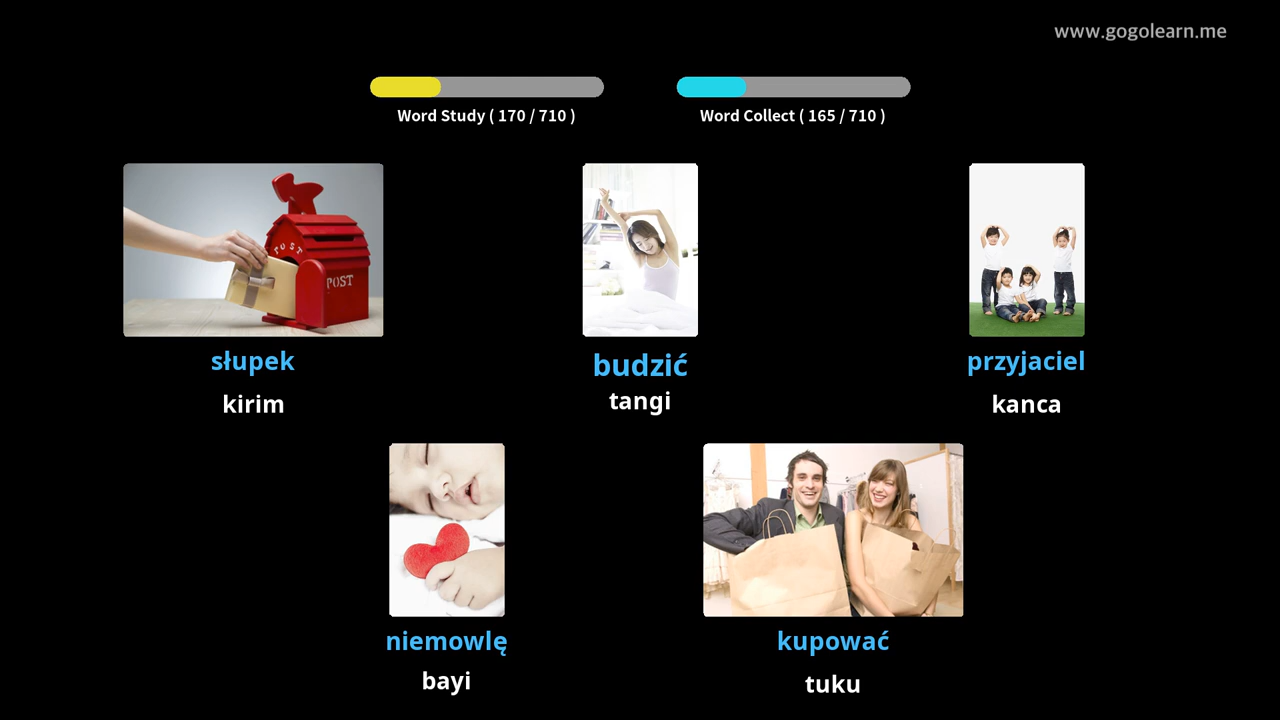 www.gogolearn.me
Word Study ( 170 / 710 )
Word Collect ( 165 / 710 )
POST
POST
słupek
budzić
przyjaciel
kirim
tangi
kanca
niemowlę
kupować
bayi
tuku